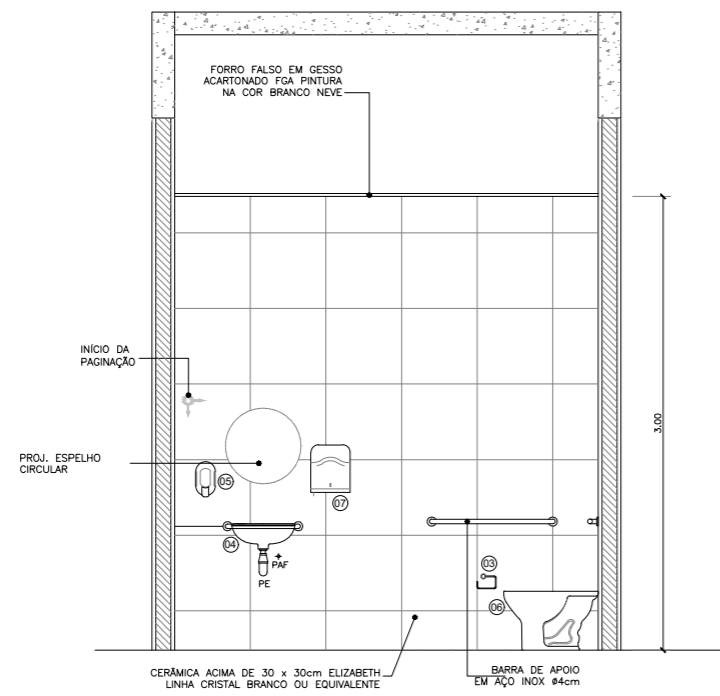 FORRO FALSO EM GESSO
ACARTONADO FGA PINTURA
NA COR BRANCO NEVE
INÍCIO DA
PAGINAÇÃO
3.00
PROJ. ESPELHO
CIRCULAR
05
07
04
PAF
PE
03
06
CERÂMICA ACIMA DE 30 x 30cm ELIZABETH
LINHA CRISTAL BRANCO OU EQUIVALENTE
BARRA DE APOIO
EM AÇO INOX ø4cm